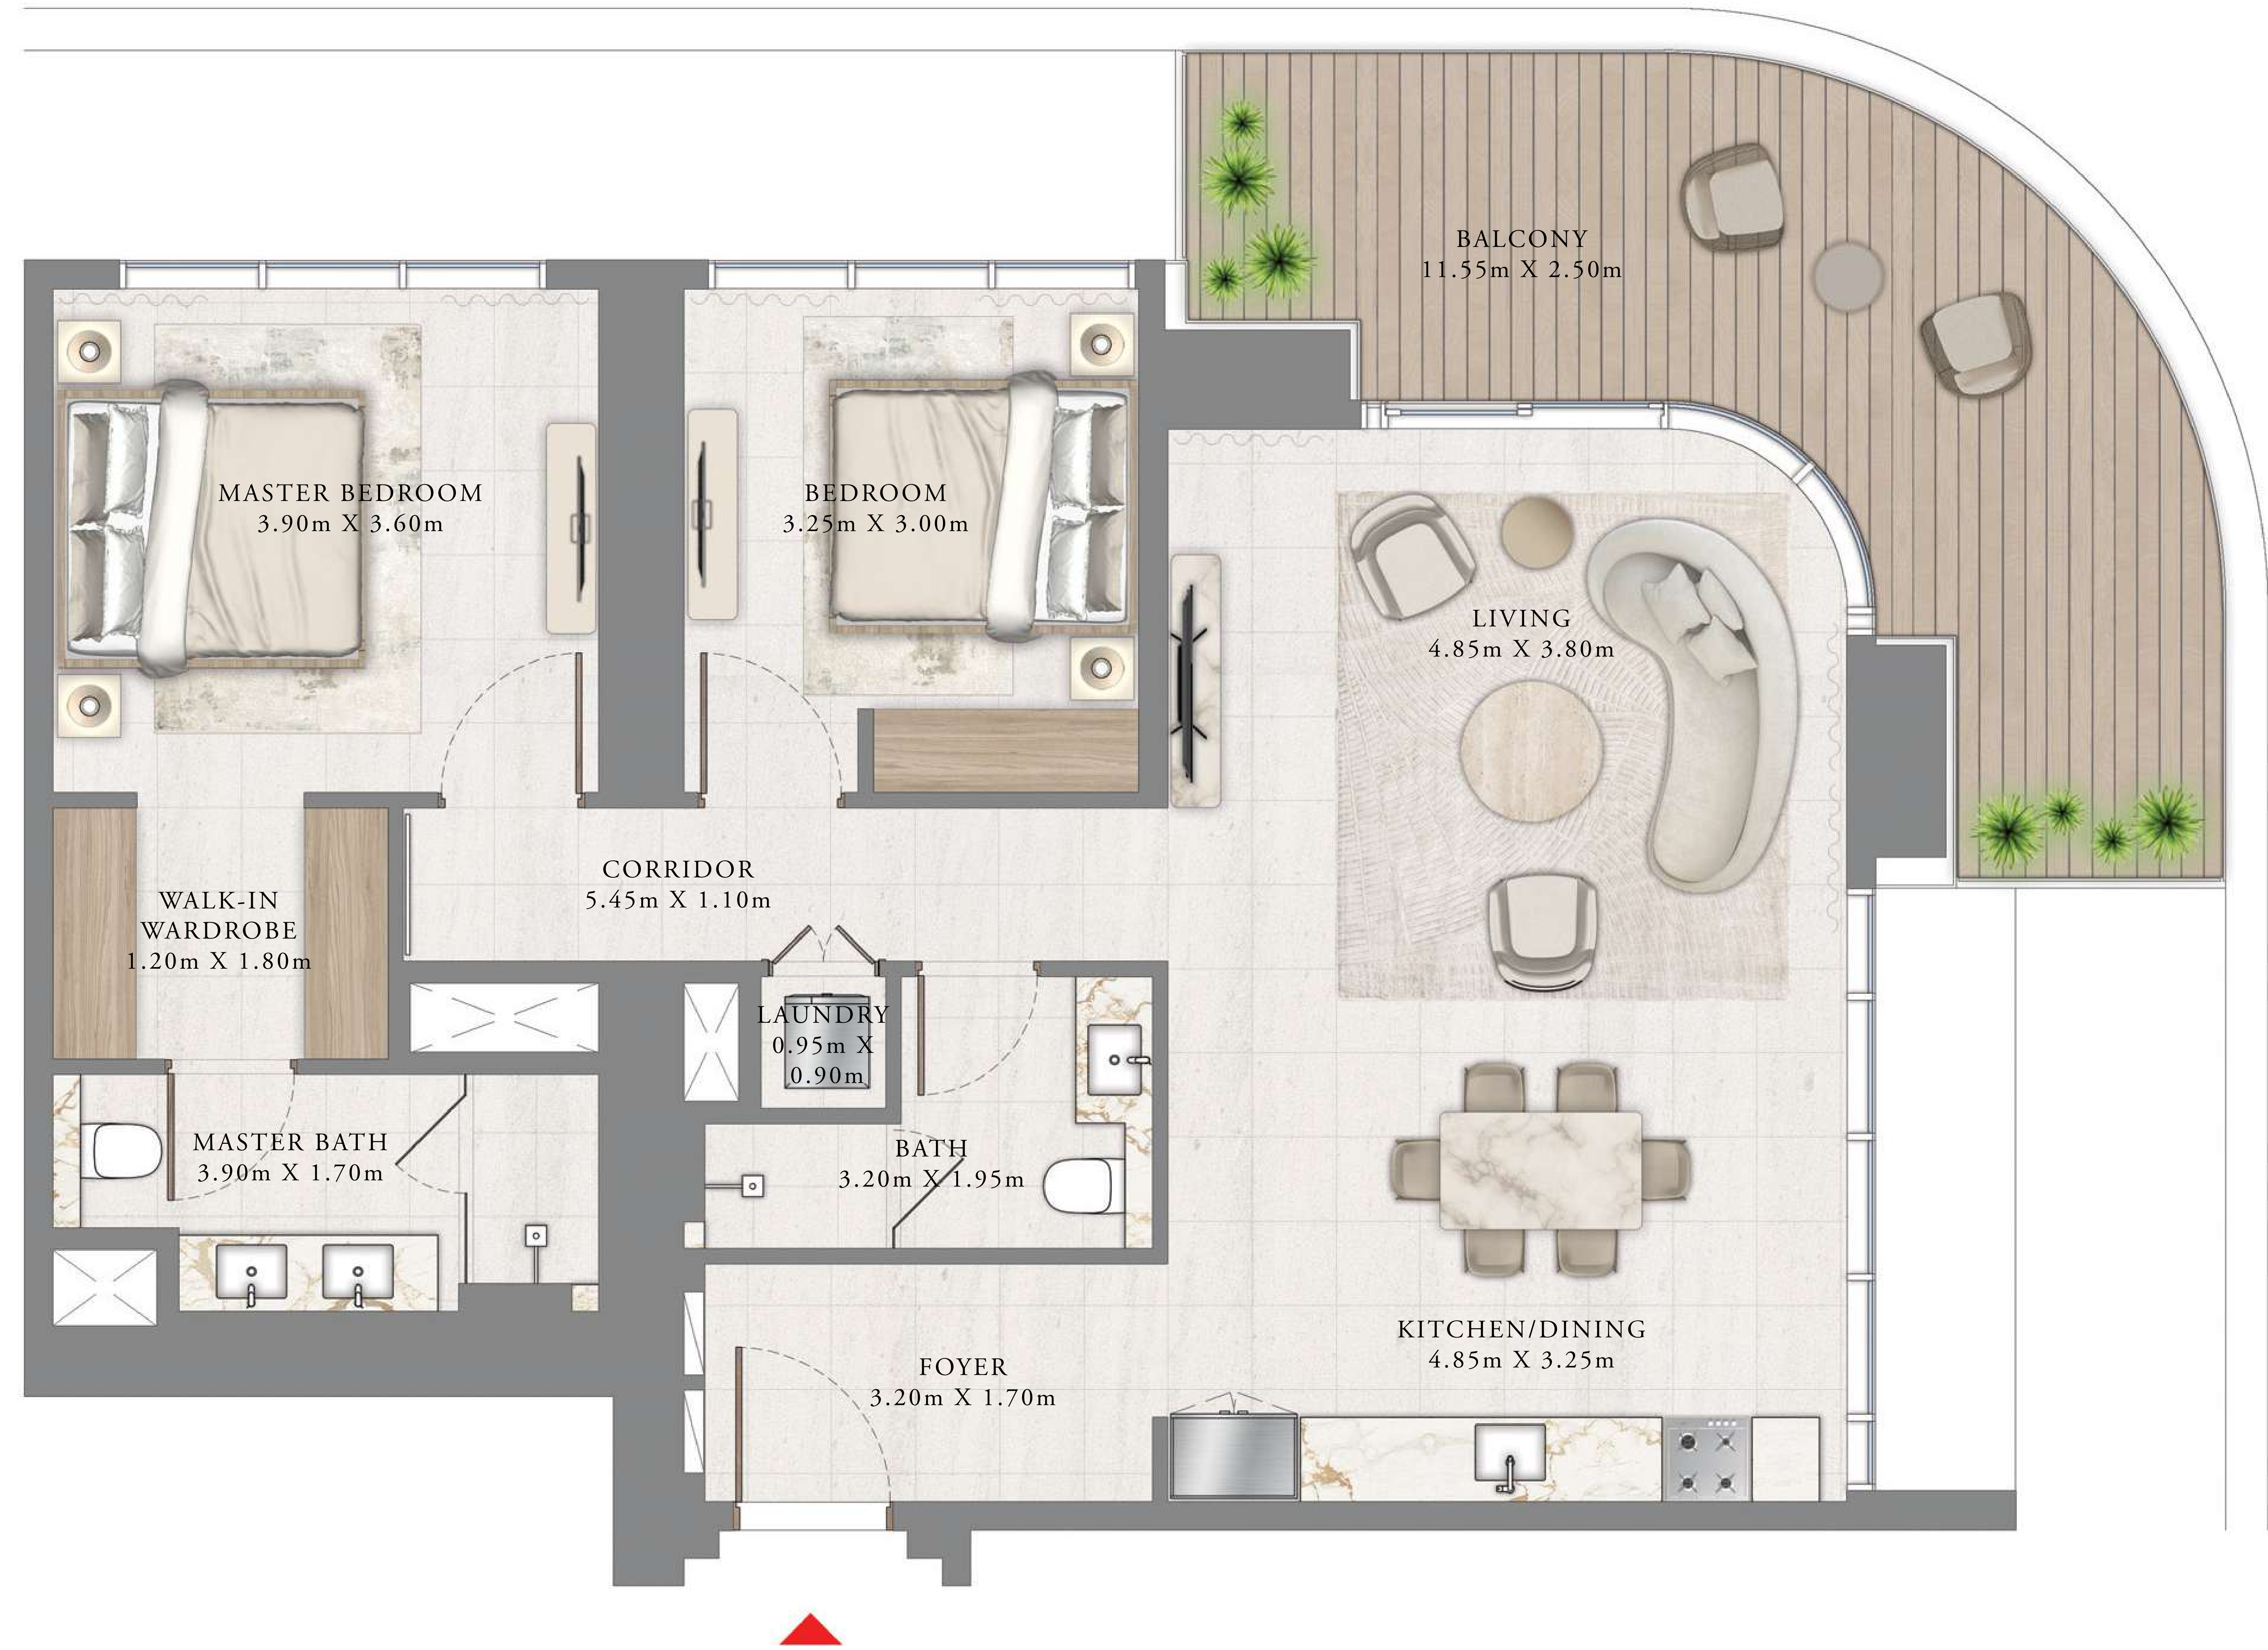 BALCONY
11.55m X 2.50m
MASTER BEDROOM
3.90m X 3.60m
BEDROOM
3.25m X 3.00m
LIVING
4.85m X 3.80m
CORRIDOR
5.45m X 1.10m
WALK-IN
WARDROBE
1.20m X 1.80m
LAUNDRY
0.95m X
0.90m
MASTER BATH
3.90m X 1.70m
BATH
3.20m X 1.95m
KITCHEN/DINING
4.85m X 3.25m
FOYER
3.20m X 1.70m